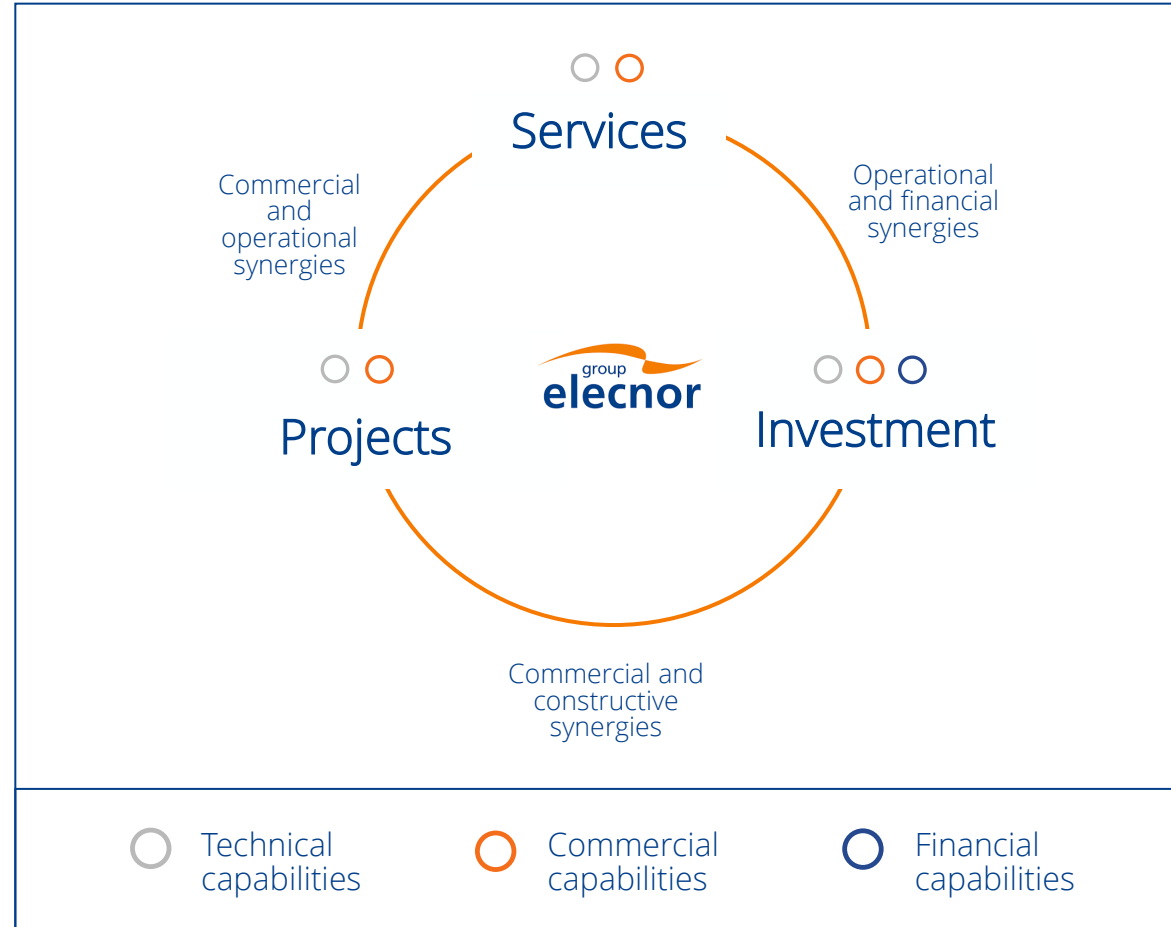 Services
Commercial
and
operational
synergies
Operational
and financial
synergies
group
elecnor
Projects
Investment
Commercial and
constructive
synergies
Technical
capabilities
Commercial
capabilities
Financial
capabilities